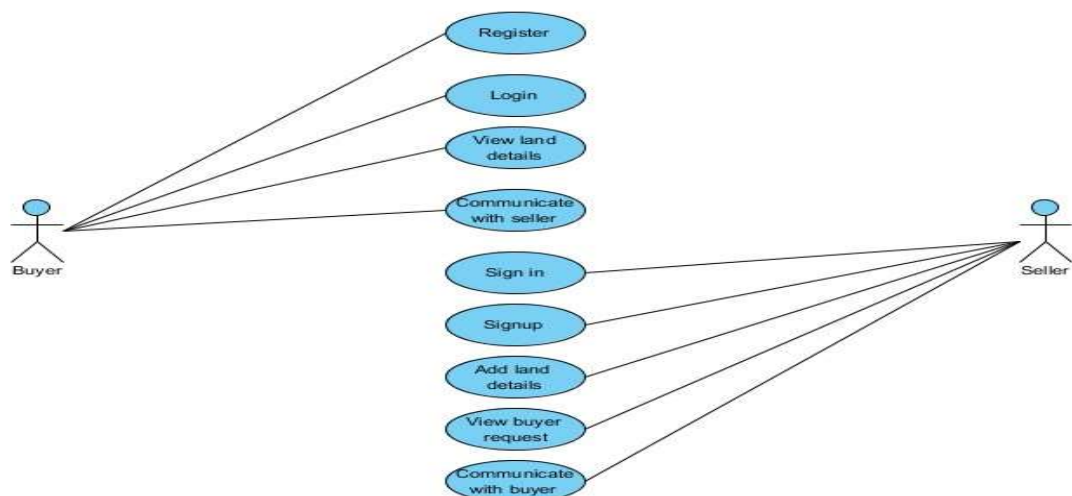 Register
Login
View land
details
Communicate
with seller
Buyer
Seller
Sign in
Signup
Add land
details
View buyer
request
Communicate
with buyer